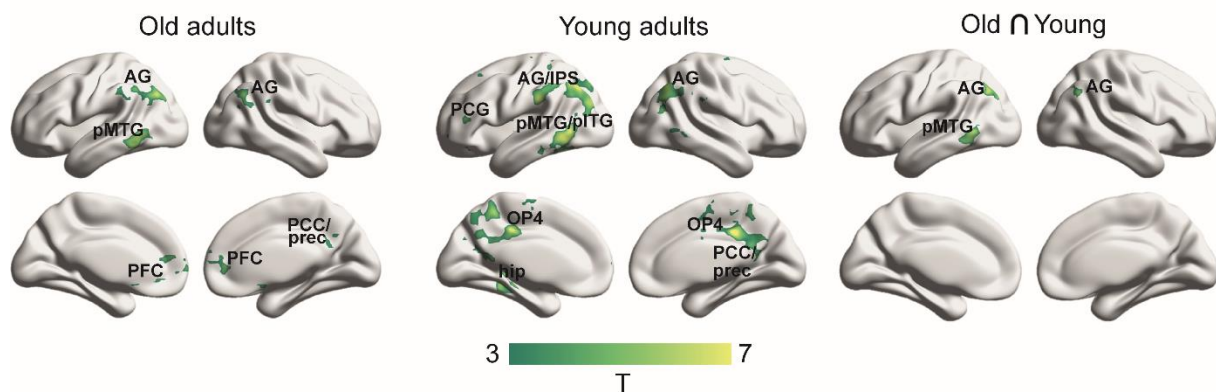 Old adults
AG
AG
pMTG
PFC
PFC
PCC/
prec
Young adults
AG/IPS
PCG
pMTG/pITG
AG
OP4
hip
OP4
PCC/
prec
Old ∩ Young
AG
pMTG
AG
3
7
T